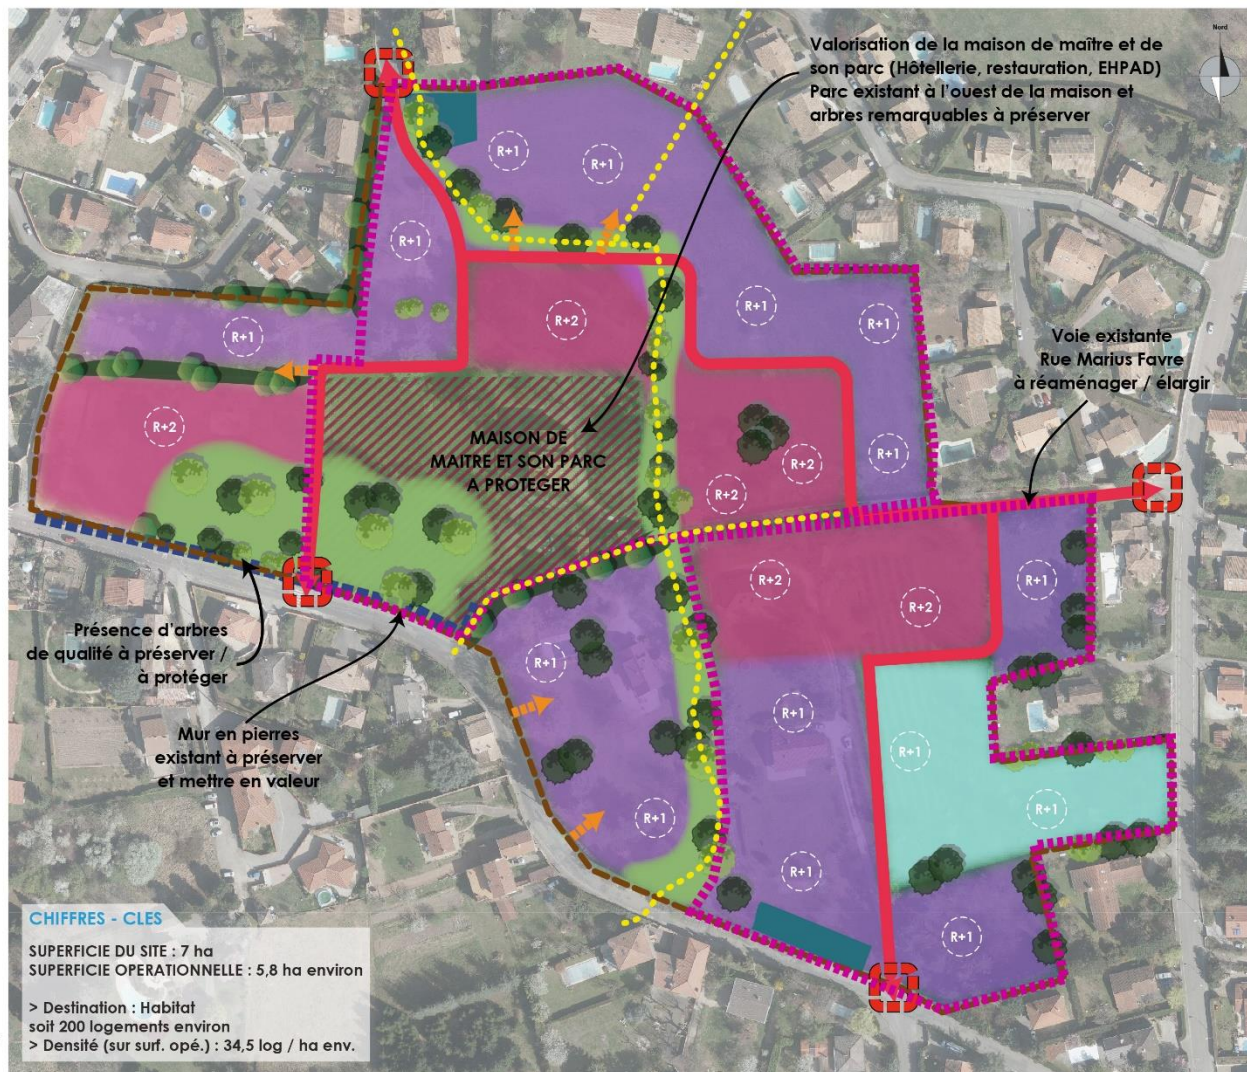 Nord
Valorisation de la maison de maître et de
son parc (Hôtellerie, restauration, EHPAD)
Parc existant à l'ouest de la maison et
arbres remarquables à préserver
R+1
R+1
R+1
R+1
R+2
R+1
R+1
Voie existante
Rue Marius Favre
à réaménager / élargir
R+2
MAISON DE
MAITRE ET SON PARC
A PROTEGER
R+1
R+2
R+2
R+2
R+1
R+2
Présence d'arbres
de qualité à préserver /
à protéger
R+1
Mur en pierres
existant à préserver
et mettre en valeur
R+1
R+1
R+1
R+1
R+1
R+1
CHIFFRES - CLES
SUPERFICIE DU SITE : 7 ha
SUPERFICIE OPERATIONNELLE : 5,8 ha environ
> Destination : Habitat
soit 200 logements environ
> Densité (sur surf. opé.) : 34,5 log / ha env.